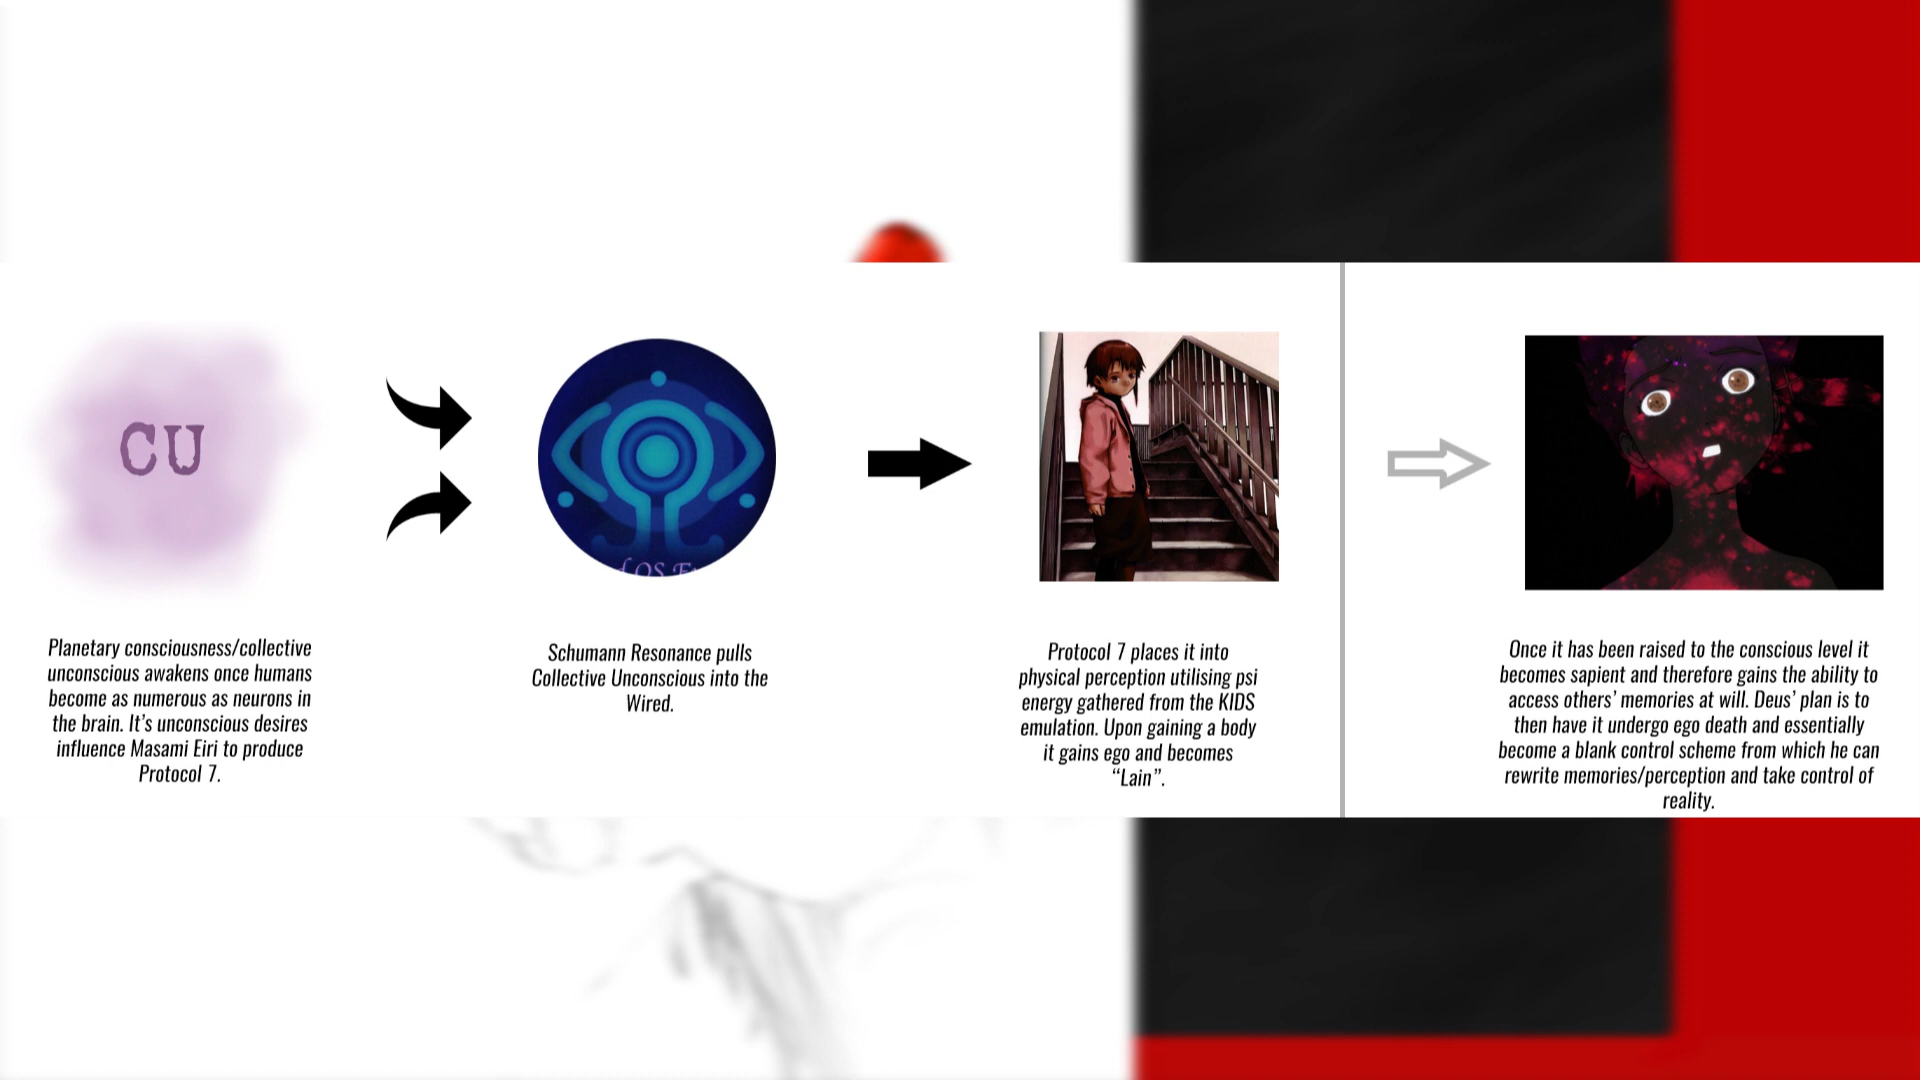 CU
Planetary consciousness/collective
unconscious awakens once humans
become as numerous as neurons in
the brain. It's unconscious desires
influence Masami Eiri to produce
Protocol 7.
OS
Schumann Resonance pulls
Collective Unconscious into the
Wired.
Protocol 7 places it into
physical perception utilising psi
energy gathered from the KIDS
emulation. Upon gaining a body
it gains ego and becomes
“Lain”.
Once it has been raised to the conscious level it
becomes sapient and therefore gains the ability to
access others’ memories at will. Deus’ plan is to
then have it undergo ego death and essentially
become a blank control scheme from which he can
rewrite memories/perception and take control of
reality.